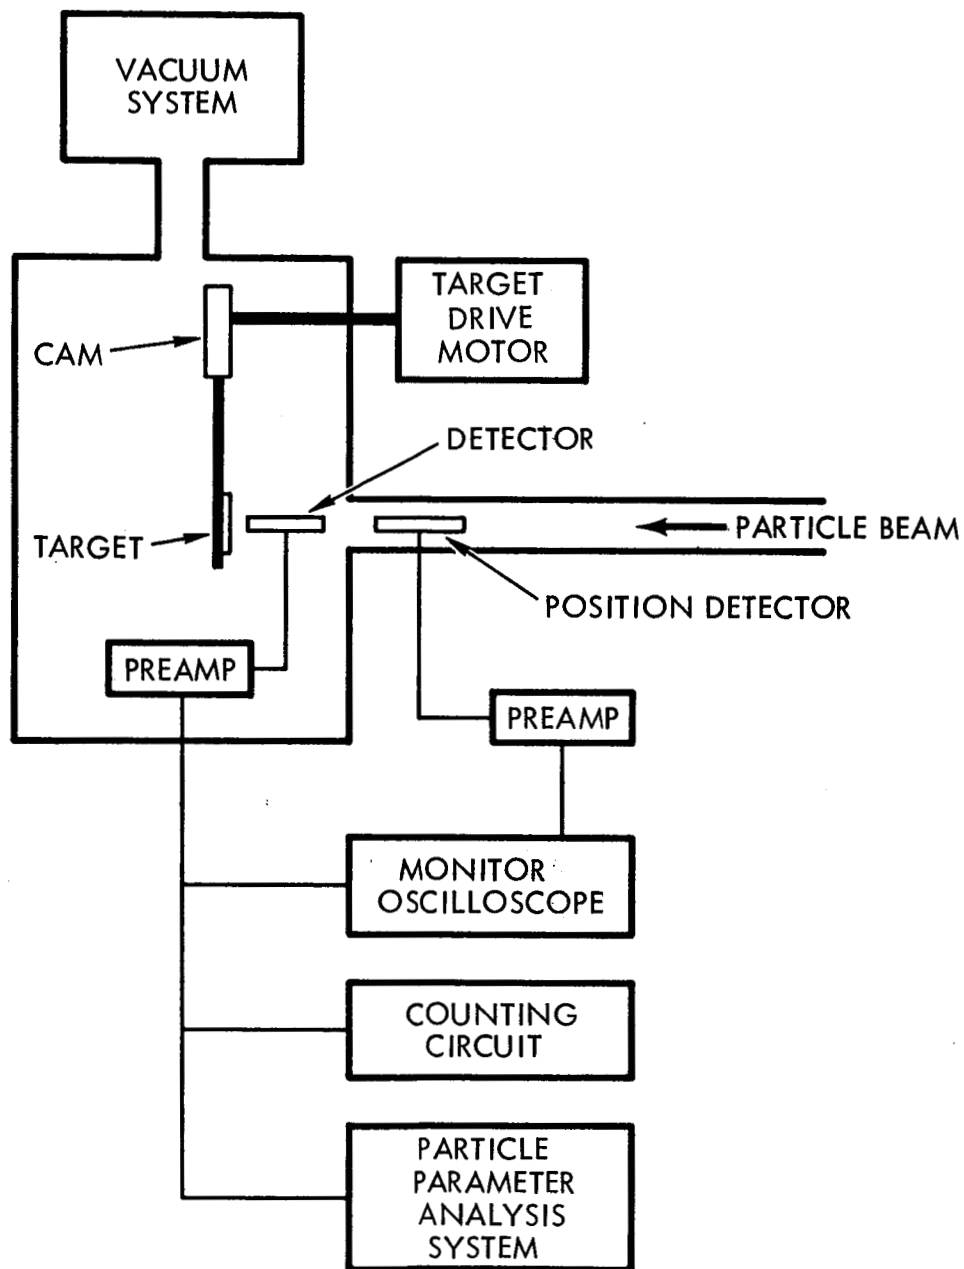 VACUUM
SYSTEM
TARGET
DRIVE
MOTOR
CAM
DETECTOR
TARGET
PARTICLE BEAM
POSITION DETECTOR
PREAMP
PREAMP
MONITOR
OSCILLOSCOPE
COUNTING
CIRCUIT
PARTICLE
PARAMETER
ANALYSIS
SYSTEM